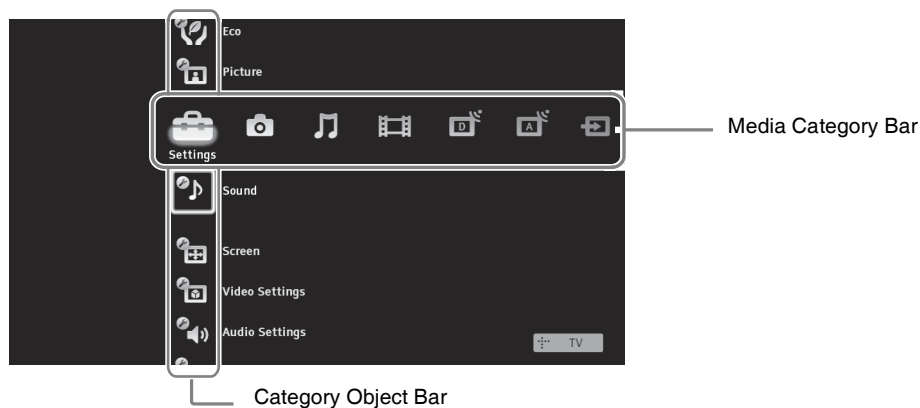 Eco
Picture
Media Category Bar
D
A
Settings
Sound
Screen
Video Settings
Audio Settings
TV
Category Object Bar